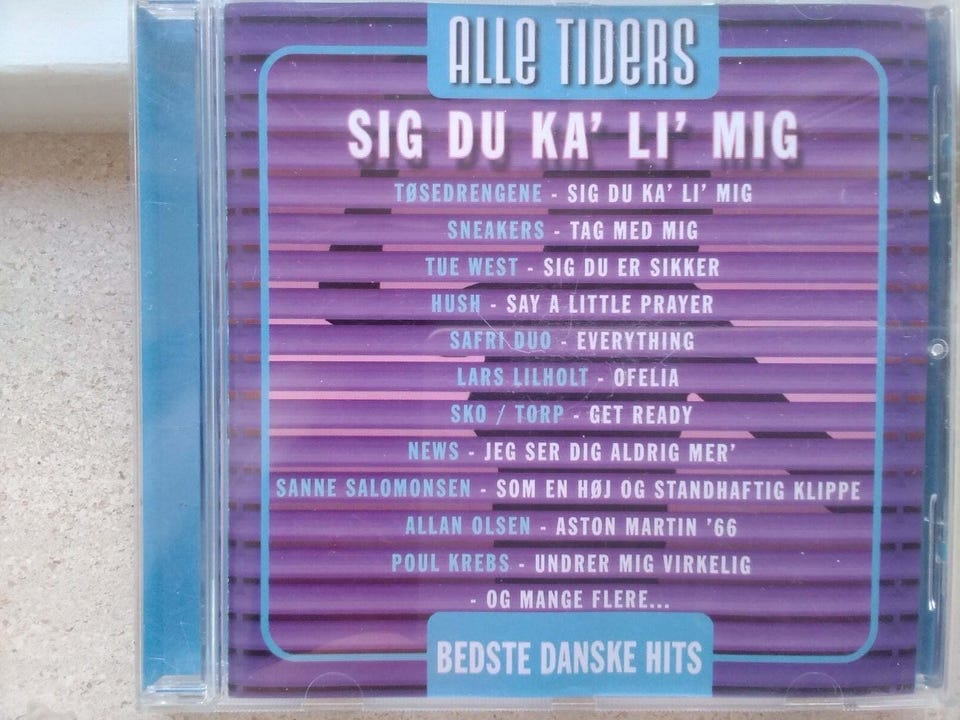 ALLE TIDERS
SIG DU KA' LI' MIG
TØSEDRENGENE - SIG DU KA' LI' MIG
SNEAKERS - TAG MED MIG
TUE WEST - SIG DU ER SIKKER
HUSH - SAY A LITTLE PRAYER
SAFRI DUO - EVERYTHING
LARS LILHOLT - OFELIA
SKO / TORP - GET READY
NEWS - JEG SER DIG ALDRIG MER'
SANNE SALOMONSEN - SOM EN HØJ OG STANDHAFTIG KLIPPE
ALLAN OLSEN - ASTON MARTIN '66
POUL KREBS - UNDRER MIG VIRKELIG
- OG MANGE FLERE...
BEDSTE DANSKE HITS